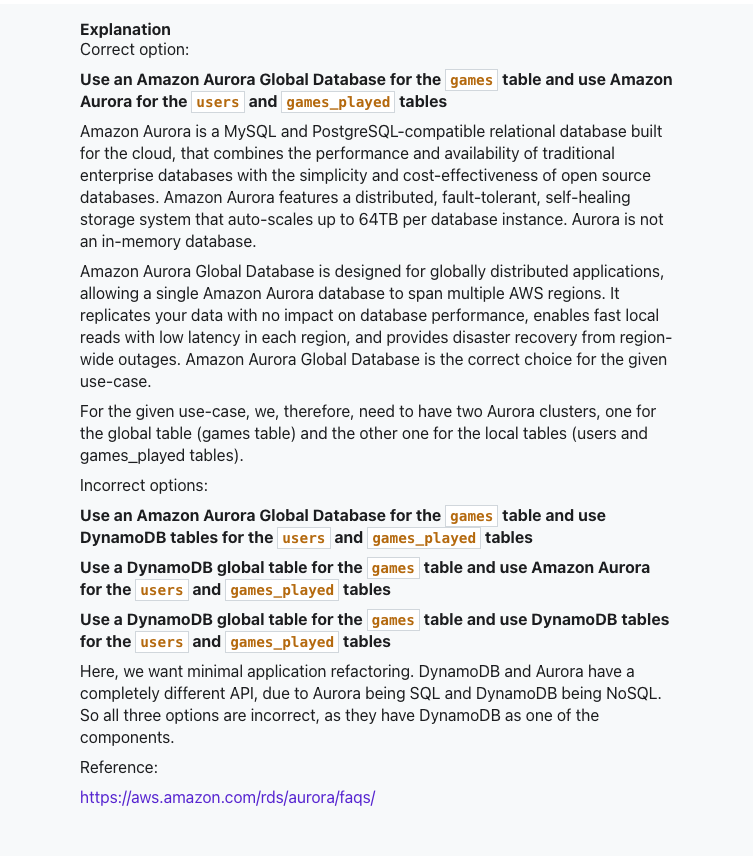 Explanation
Correct option:
Use an Amazon Aurora Global Database for the games table and use Amazon
Aurora for the users and games_played tables
Amazon Aurora is a MySQL and PostgreSQL-compatible relational database built
for the cloud, that combines the performance and availability of traditional
enterprise databases with the simplicity and cost-effectiveness of open source
databases. Amazon Aurora features a distributed, fault-tolerant, self-healing
storage system that auto-scales up to 64TB per database instance. Aurora is not
an in-memory database.
Amazon Aurora Global Database is designed for globally distributed applications,
allowing a single Amazon Aurora database to span multiple AWS regions. It
replicates your data with no impact on database performance, enables fast local
reads with low latency in each region, and provides disaster recovery from region-
wide outages. Amazon Aurora Global Database is the correct choice for the given
use-case.
For the given use-case, we, therefore, need to have two Aurora clusters, one for
the global table (games table) and the other one for the local tables (users and
games_played tables).
Incorrect options:
Use an Amazon Aurora Global Database for the games table and use
DynamoDB tables for the users and games_played tables
Use a DynamoDB global table for the games table and use Amazon Aurora
for the users and games_played tables
Use a DynamoDB global table for the games table and use DynamoDB tables
for the users and games_played tables
Here, we want minimal application refactoring. DynamoDB and Aurora have a
completely different API, due to Aurora being SQL and DynamoDB being NoSQL.
So all three options are incorrect, as they have DynamoDB as one of the
components.
Reference:
https://aws.amazon.com/rds/aurora/faqs/